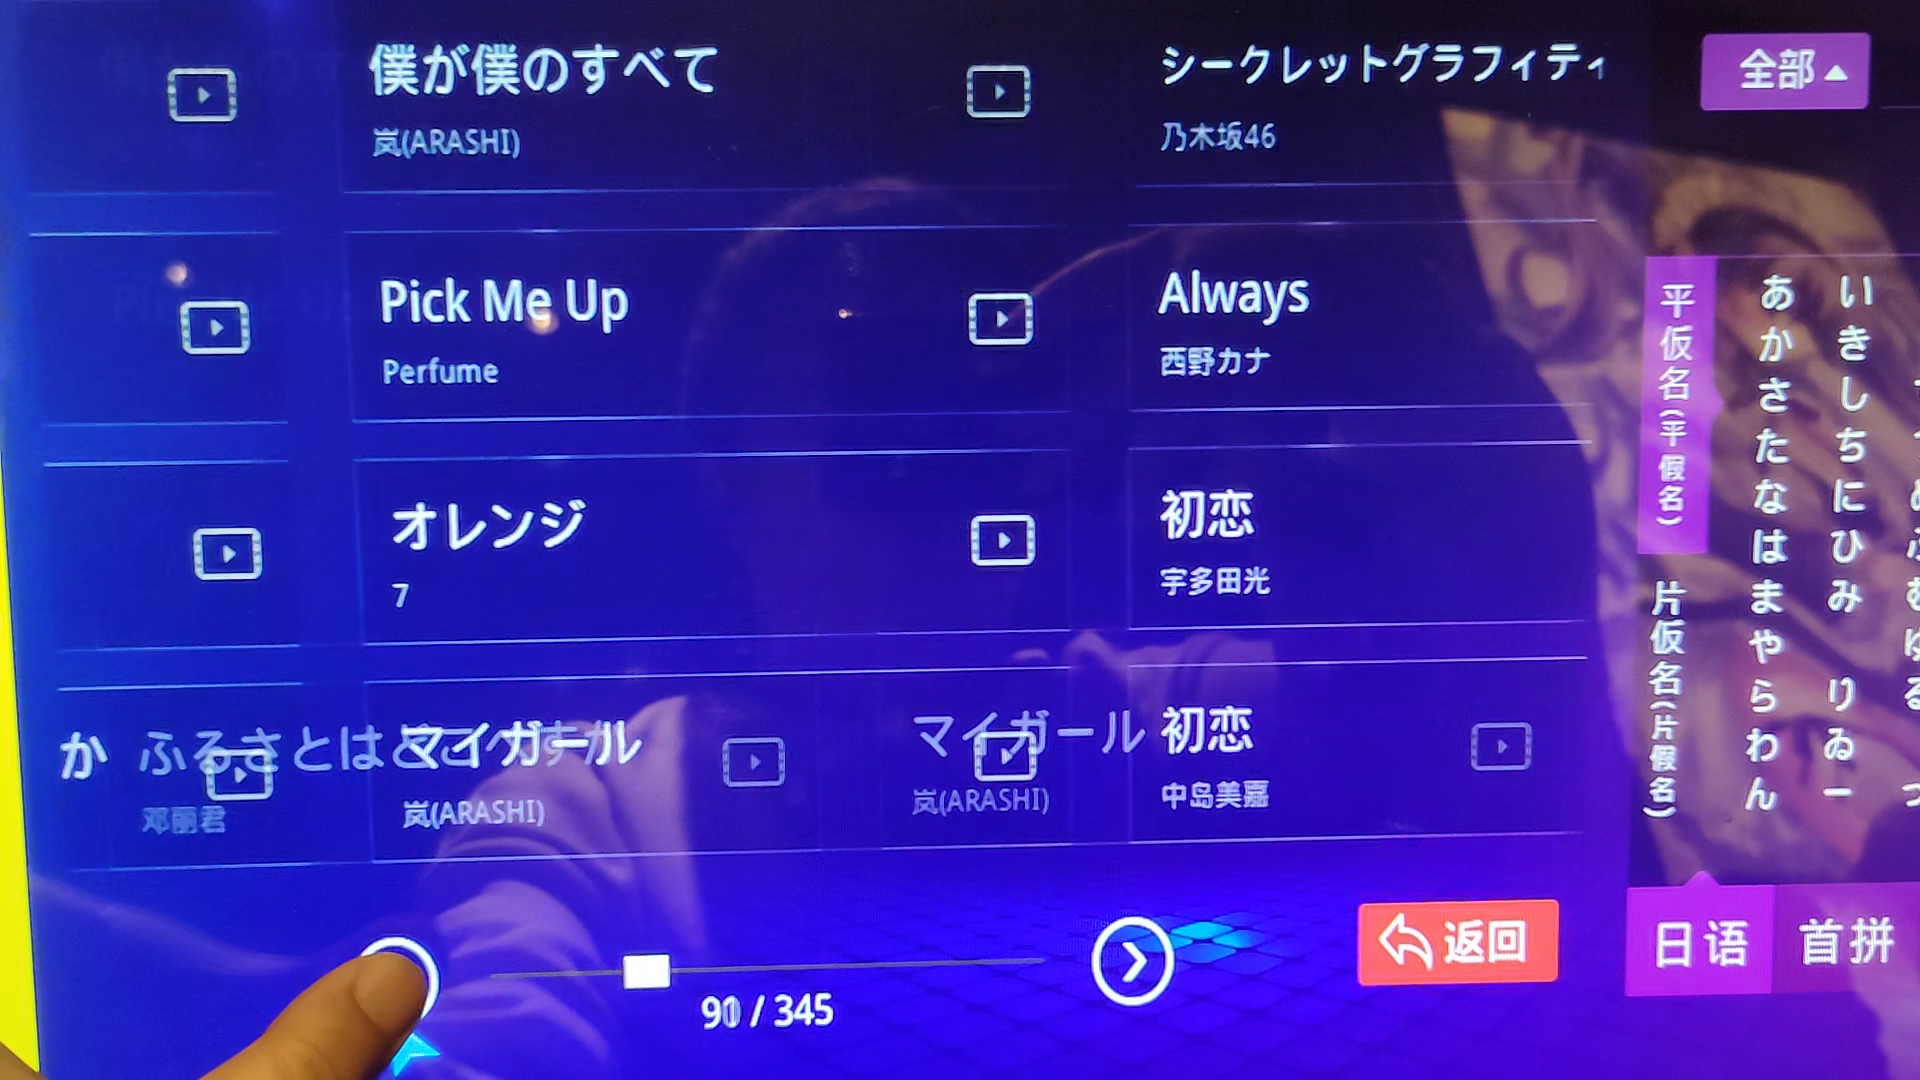 僕が僕のすべて
岚(ARASHI)
シークレットグラフィティ
乃木坂46
全部
Pick Me Up
Perfume
Always
西野カナ
オレンジ
7
初恋
宇多田光
か ふるさとは
邓丽君
マイガール
岚(ARASHI)
マイガール
岚(ARASHI)
初恋
中岛美嘉
/ 345
返回
平仮名(平假名)
片仮名(片假名)
あかさたなはまやらわん
いきしちにひみ りゐー
日语
首拼